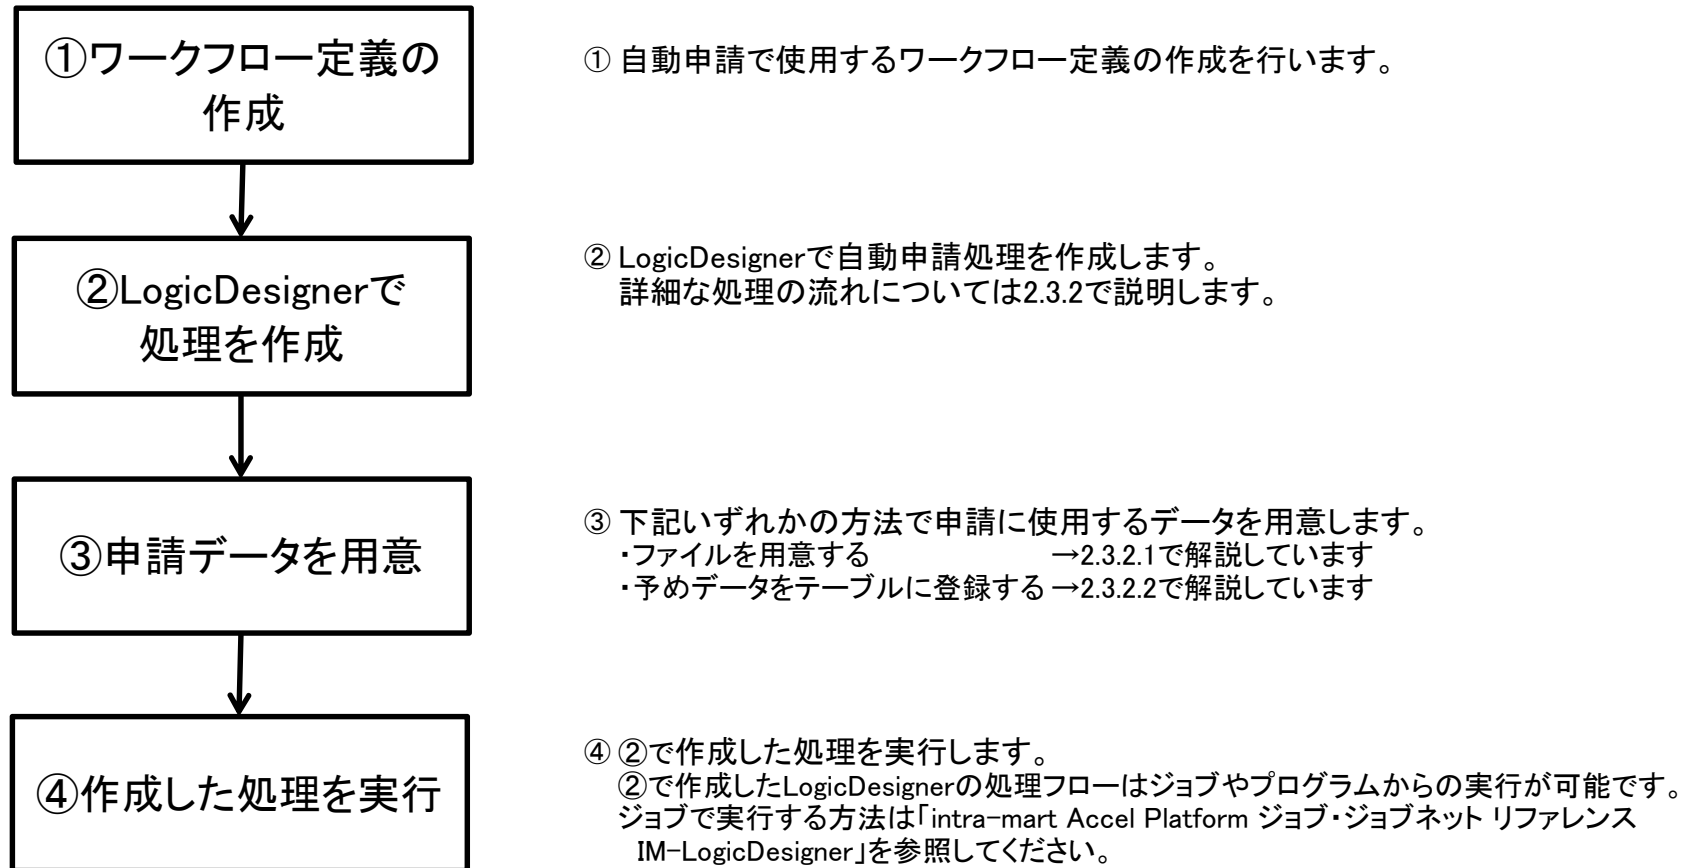 ①ワークフロー定義の
作成
① 自動申請で使用するワークフロー定義の作成を行います。
②LogicDesignerで
処理を作成
② LogicDesignerで自動申請処理を作成します。
詳細な処理の流れについては2.3.2で説明します。
③申請データを用意
③ 下記いずれかの方法で申請に使用するデータを用意します。
・ファイルを用意する →2.3.2.1で解説しています
・予めデータをテーブルに登録する →2.3.2.2で解説しています
④作成した処理を実行
④ ②で作成した処理を実行します。
②で作成したLogicDesignerの処理フローはジョブやプログラムからの実行が可能です。
ジョブで実行する方法は「intra-mart Accel Platform ジョブ・ジョブネット リファレンス
IM-LogicDesigner」を参照してください。